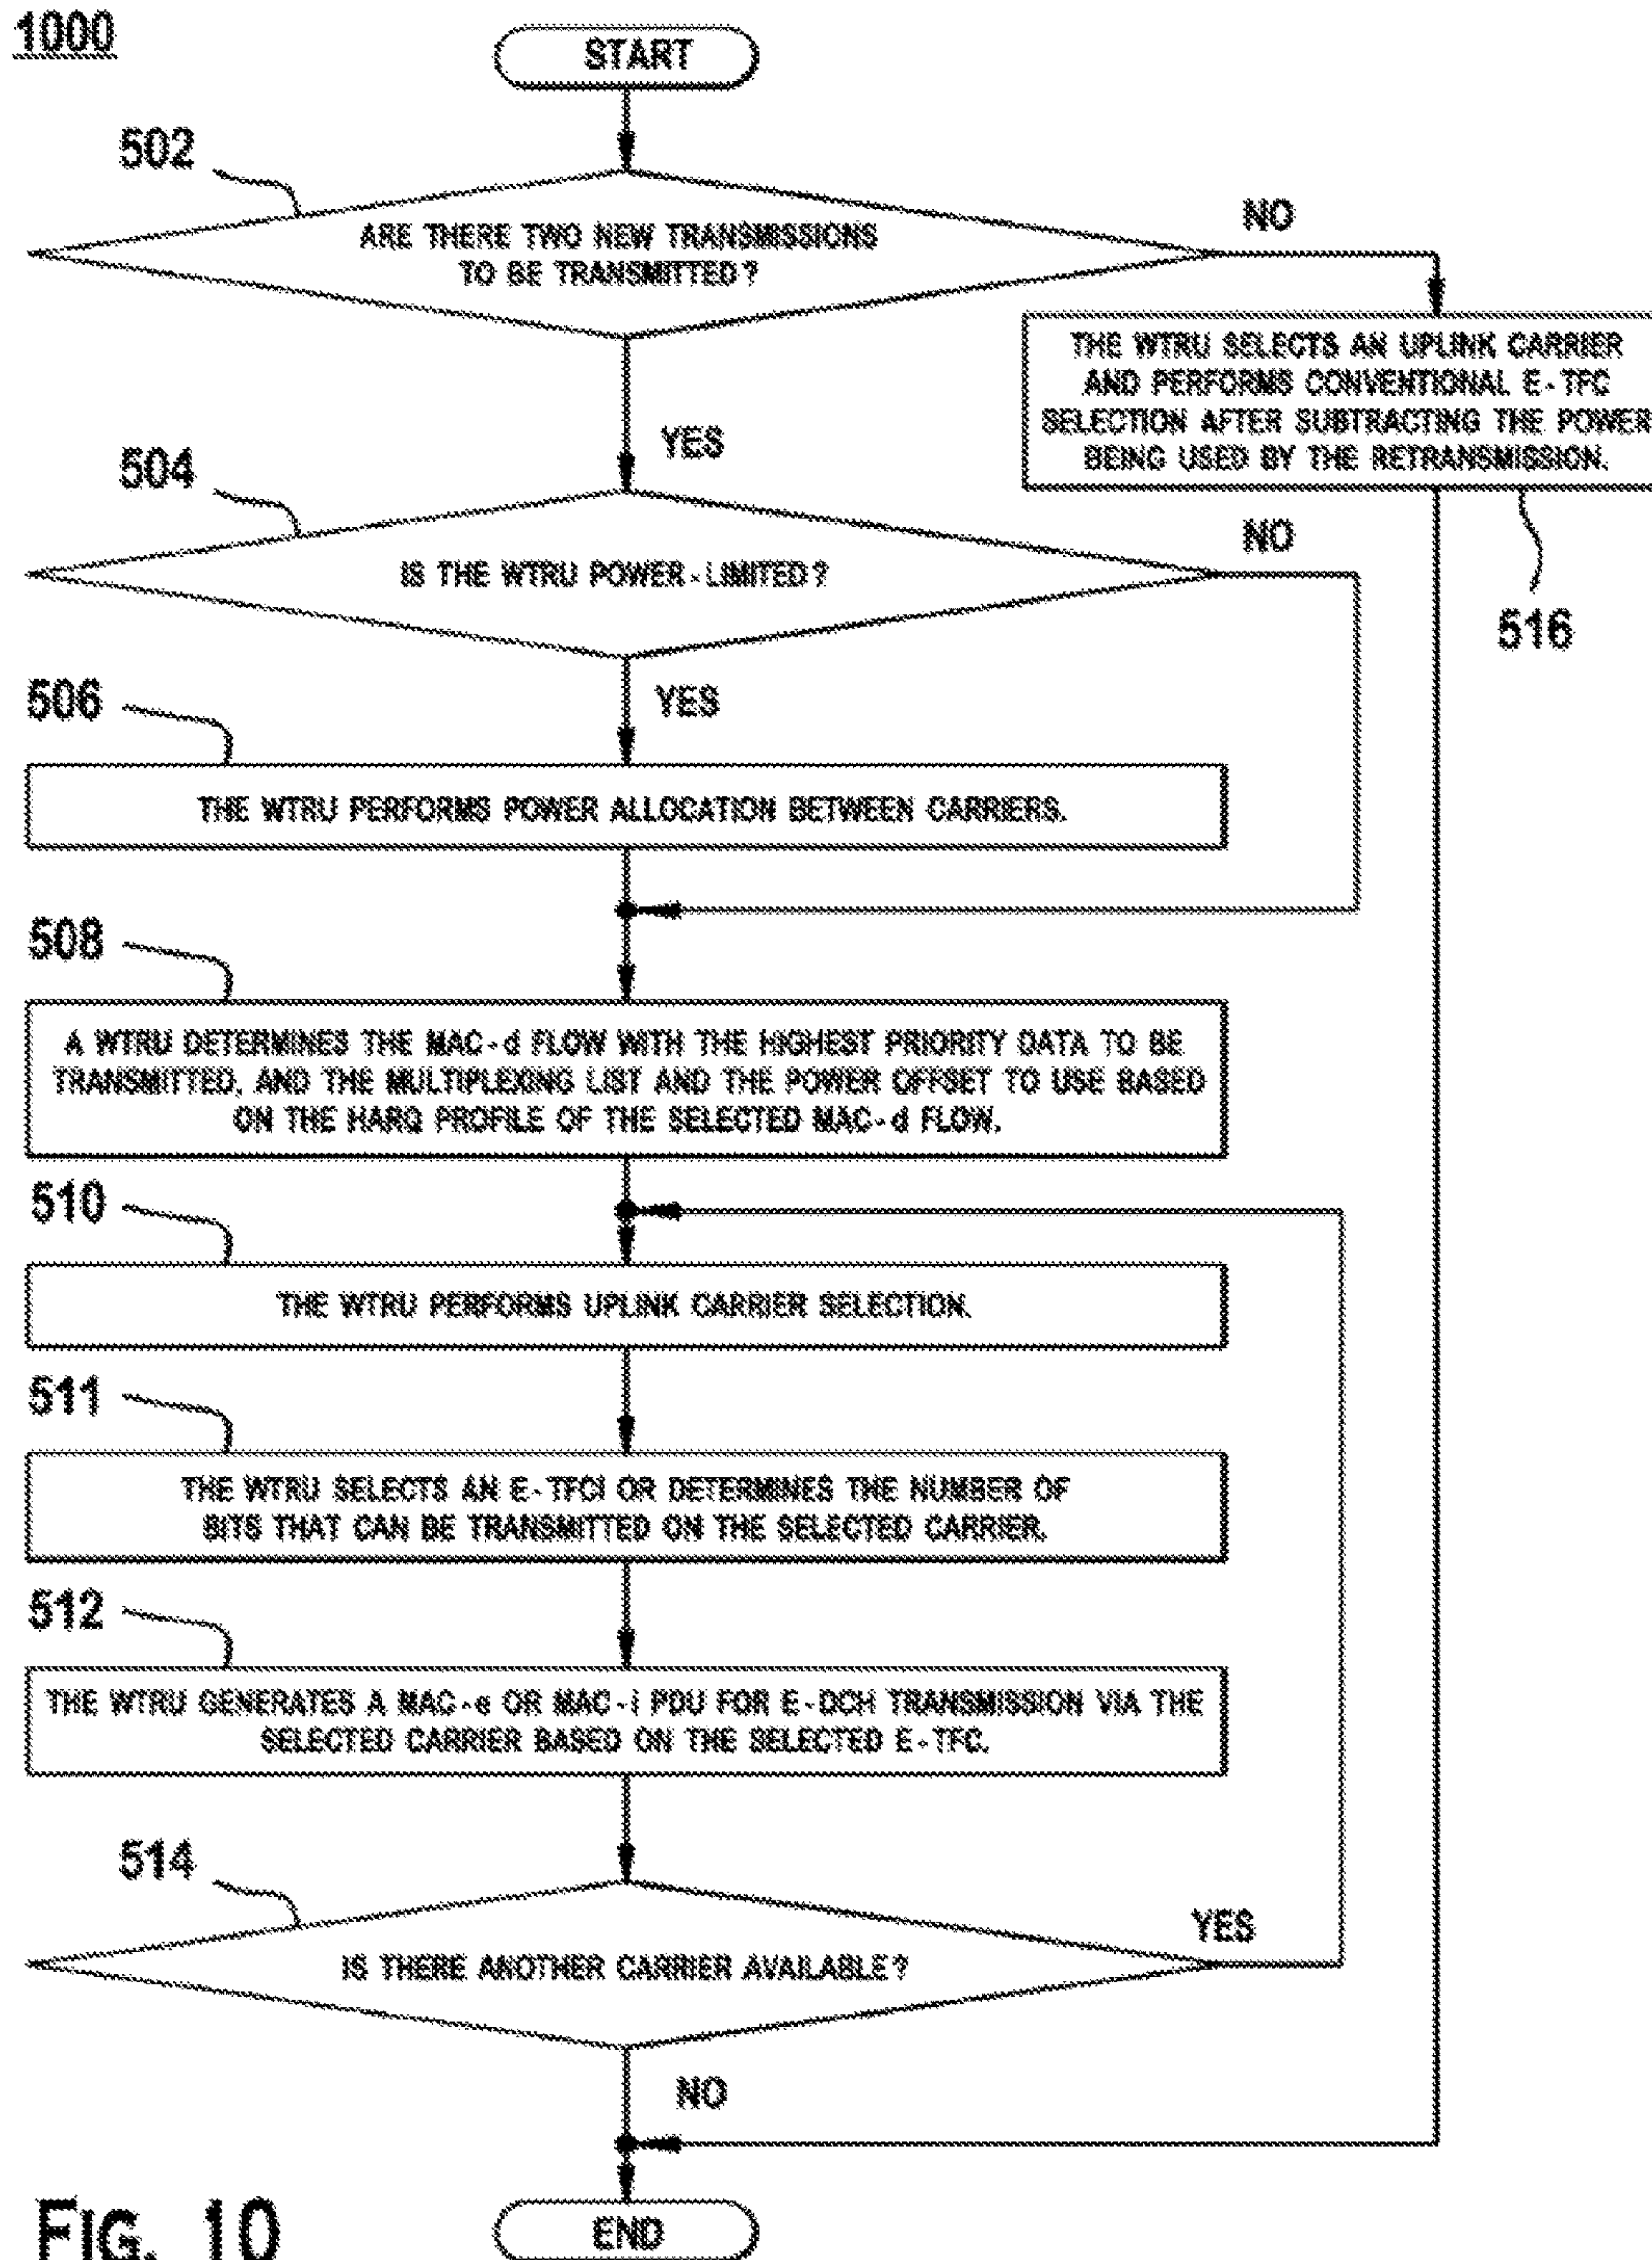 1000
START
502
ARE THERE TWO NEW TRANSMISSIONS
TO BE TRANSMITTED?
NO
THE WTRU SELECTS AN UPLINK CARRIER
AND PERFORMS CONVENTIONAL E-TFC
SELECTION AFTER SUBTRACTING THE POWER
BEING USED BY THE RETRANSMISSION.
516
YES
504
IS THE WTRU POWER-LIMITED?
NO
YES
506
THE WTRU PERFORMS POWER ALLOCATION BETWEEN CARRIERS.
508
A WTRU DETERMINES THE MAC-d FLOW WITH THE HIGHEST PRIORITY DATA TO BE
TRANSMITTED, AND THE MULTIPLEXING LIST AND THE POWER OFFSET TO USE BASED
ON THE HARQ PROFILE OF THE SELECTED MAC-d FLOW.
510
THE WTRU PERFORMS UPLINK CARRIER SELECTION.
511
THE WTRU SELECTS AN E-TFCI OR DETERMINES THE NUMBER OF
BITS THAT CAN BE TRANSMITTED ON THE SELECTED CARRIER.
512
THE WTRU GENERATES A MAC-e OR MAC-i PDU FOR E-DCH TRANSMISSION VIA THE
SELECTED CARRIER BASED ON THE SELECTED E-TFC.
514
IS THERE ANOTHER CARRIER AVAILABLE?
YES
NO
END
FIG. 10